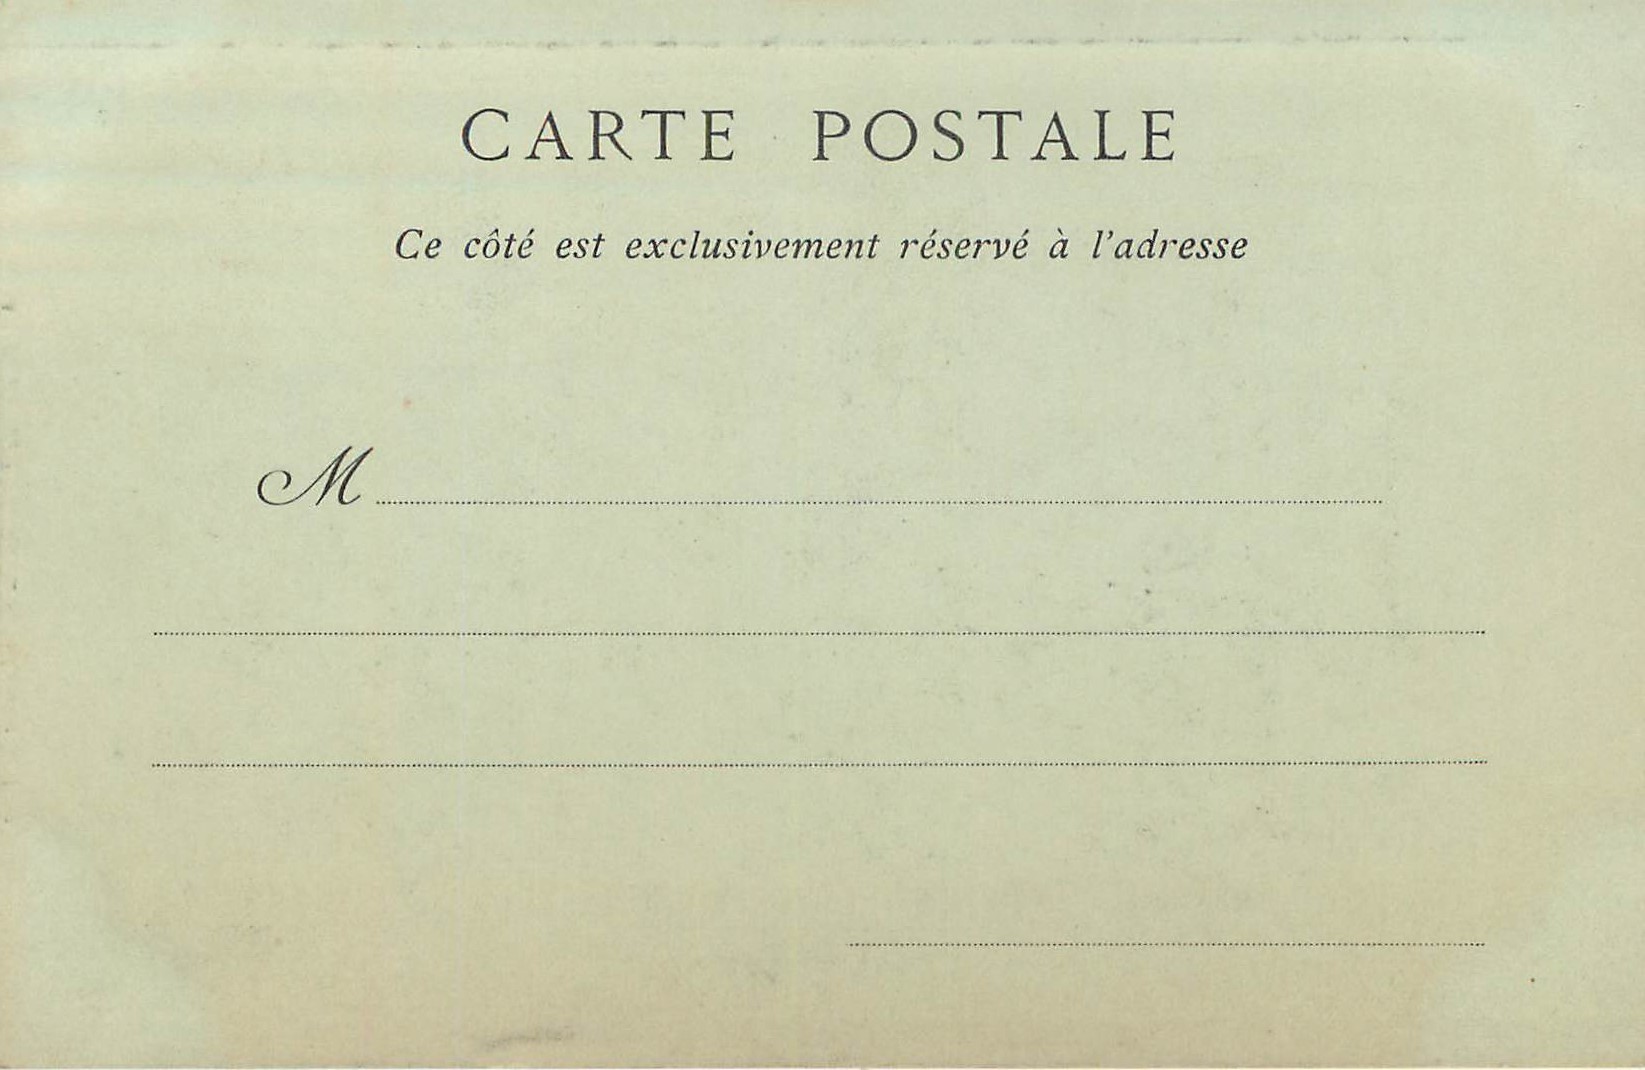 CARTE POSTALE
Ce côté est exclusivement réservé à l'adresse
M